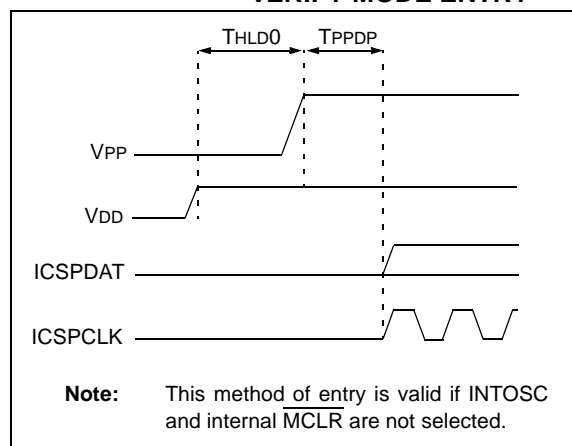 VERIFY MODE ENTRY
THLD0 TPPDP
VPP
VDD
ICSPDAT
ICSPCLK
Note: This method of entry is valid if INTOSC
and internal MCLR are not selected.